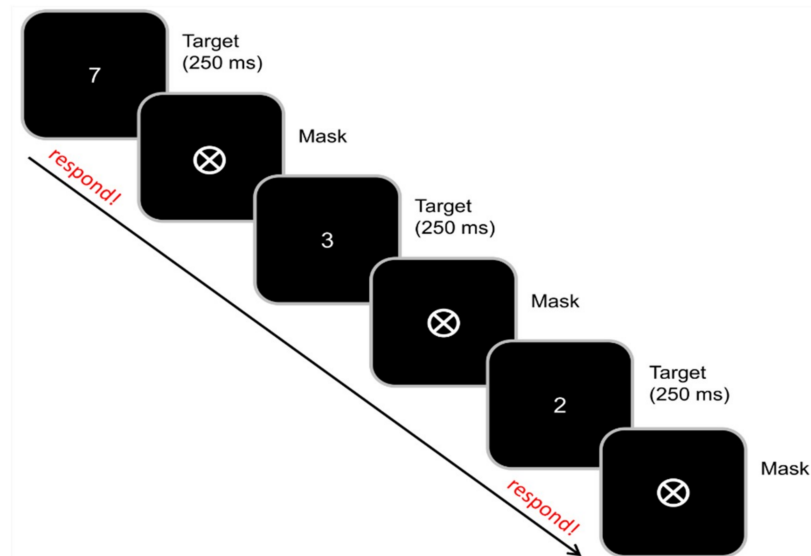 7
Target
(250 ms)
Mask
respond!
3
Target
(250 ms)
Mask
2
Target
(250 ms)
respond!
Mask